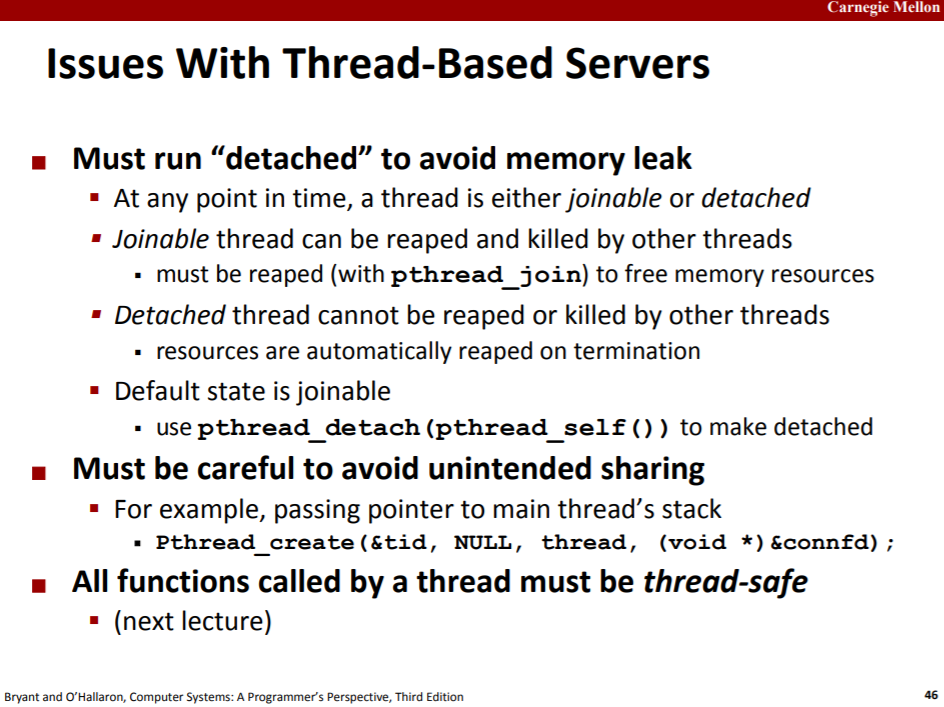 Carnegie Mellon
Issues With Thread-Based Servers
■ Must run “detached” to avoid memory leak
▪ At any point in time, a thread is either joinable or detached
▪ Joinable thread can be reaped and killed by other threads
▪ must be reaped (with pthread_join) to free memory resources
▪ Detached thread cannot be reaped or killed by other threads
▪ resources are automatically reaped on termination
▪ Default state is joinable
▪ use pthread_detach(pthread_self()) to make detached
■ Must be careful to avoid unintended sharing
▪ For example, passing pointer to main thread’s stack
▪ Pthread_create(&tid, NULL, thread, (void *)&connfd);
■ All functions called by a thread must be thread-safe
▪ (next lecture)
Bryant and O’Hallaron, Computer Systems: A Programmer’s Perspective, Third Edition
46